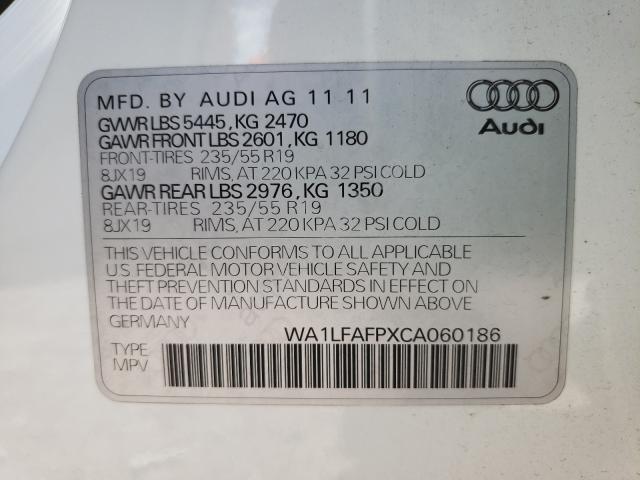 MFD. BY AUDI AG 11 11
GVWR LBS 5445, KG 2470
GAWR FRONT LBS 2601, KG 1180
FRONT-TIRES 235/55 R19
8JX19 RIMS, AT 220 KPA 32 PSI COLD
GAWR REAR LBS 2976, KG 1350
REAR-TIRES 235/55 R19
8JX19 RIMS, AT 220 KPA 32 PSI COLD
Audi
THIS VEHICLE CONFORMS TO ALL APPLICABLE
U.S. FEDERAL MOTOR VEHICLE SAFETY AND
THEFT PREVENTION STANDARDS IN EFFECT ON
THE DATE OF MANUFACTURE SHOWN ABOVE
GERMANY
WA1LFAFPXCA060186
TYPE
MPV